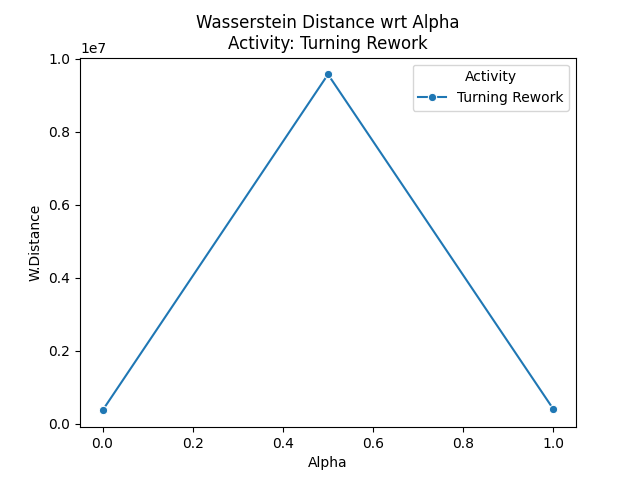 Wasserstein Distance wrt Alpha
Activity: Turning Rework
1e7
1.0
0.8
0.6
0.4
0.2
0.0
W.Distance
Activity
Turning Rework
0.0 0.2 0.4 0.6 0.8 1.0
Alpha